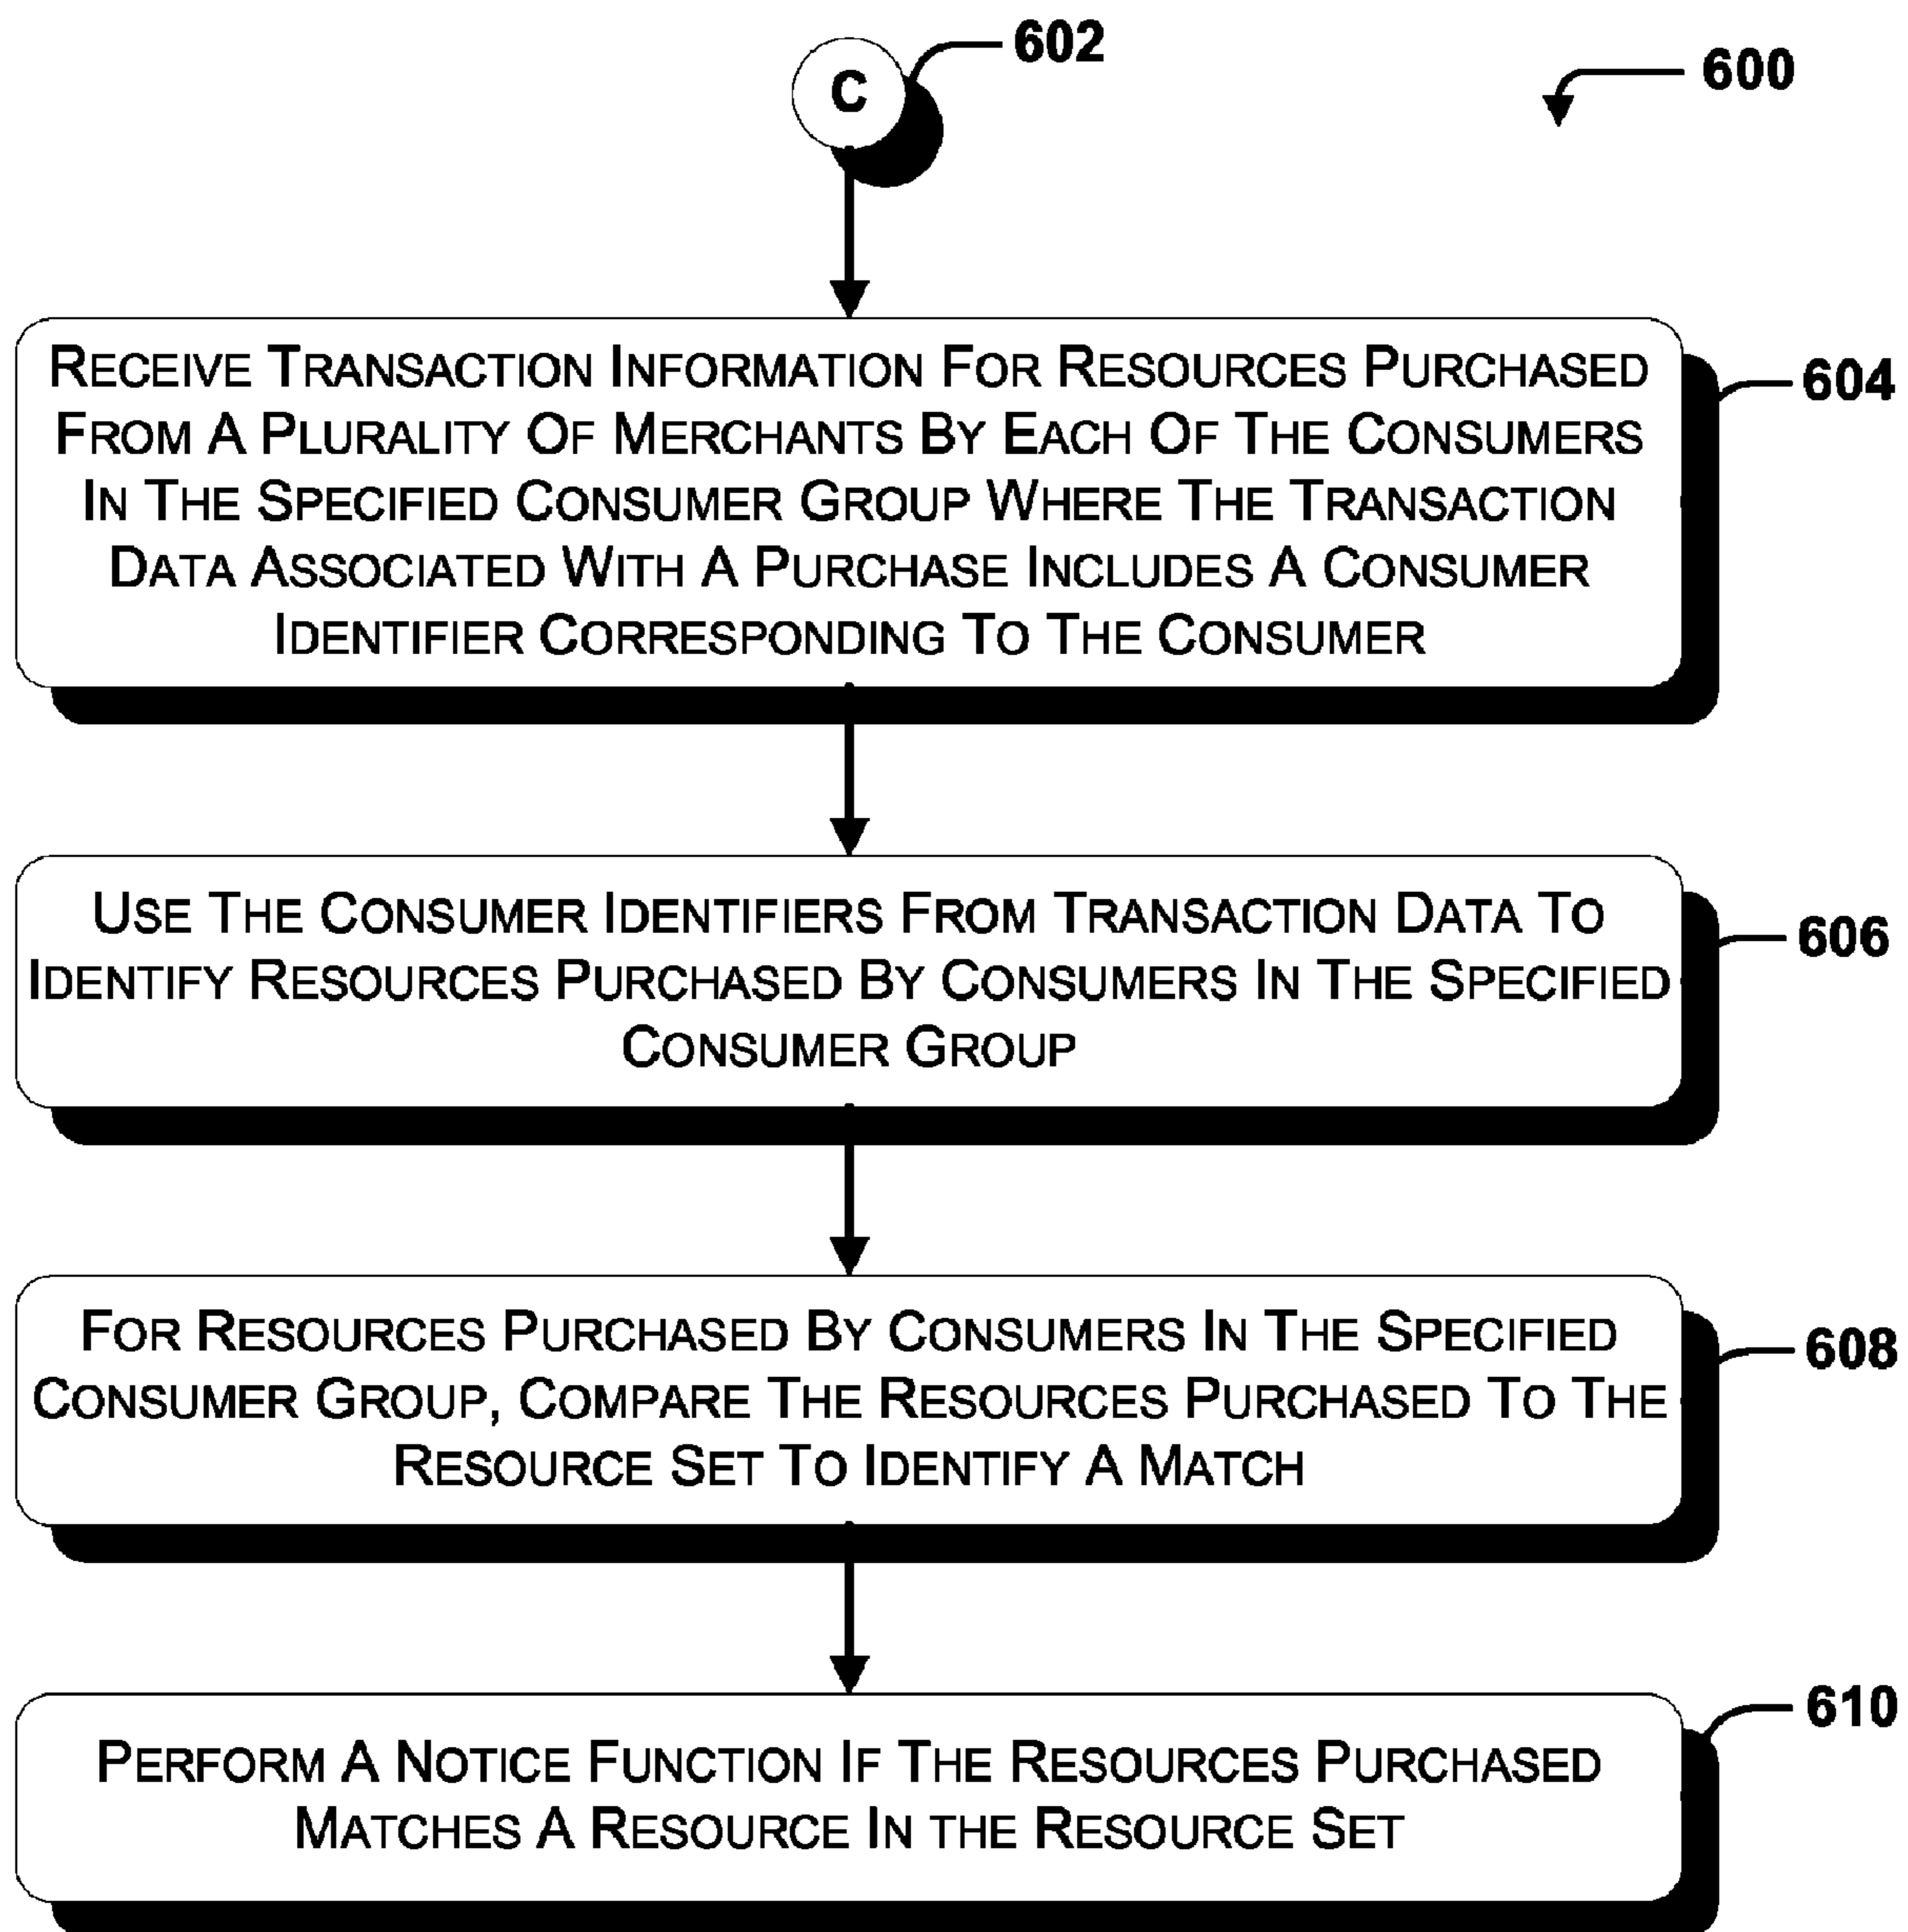 C
602
600
RECEIVE TRANSACTION INFORMATION FOR RESOURCES PURCHASED
FROM A PLURALITY OF MERCHANTS BY EACH OF THE CONSUMERS
IN THE SPECIFIED CONSUMER GROUP WHERE THE TRANSACTION
DATA ASSOCIATED WITH A PURCHASE INCLUDES A CONSUMER
IDENTIFIER CORRESPONDING TO THE CONSUMER
604
USE THE CONSUMER IDENTIFIERS FROM TRANSACTION DATA TO
IDENTIFY RESOURCES PURCHASED BY CONSUMERS IN THE SPECIFIED
CONSUMER GROUP
606
FOR RESOURCES PURCHASED BY CONSUMERS IN THE SPECIFIED
CONSUMER GROUP, COMPARE THE RESOURCES PURCHASED TO THE
RESOURCE SET TO IDENTIFY A MATCH
608
PERFORM A NOTICE FUNCTION IF THE RESOURCES PURCHASED
MATCHES A RESOURCE IN THE RESOURCE SET
610